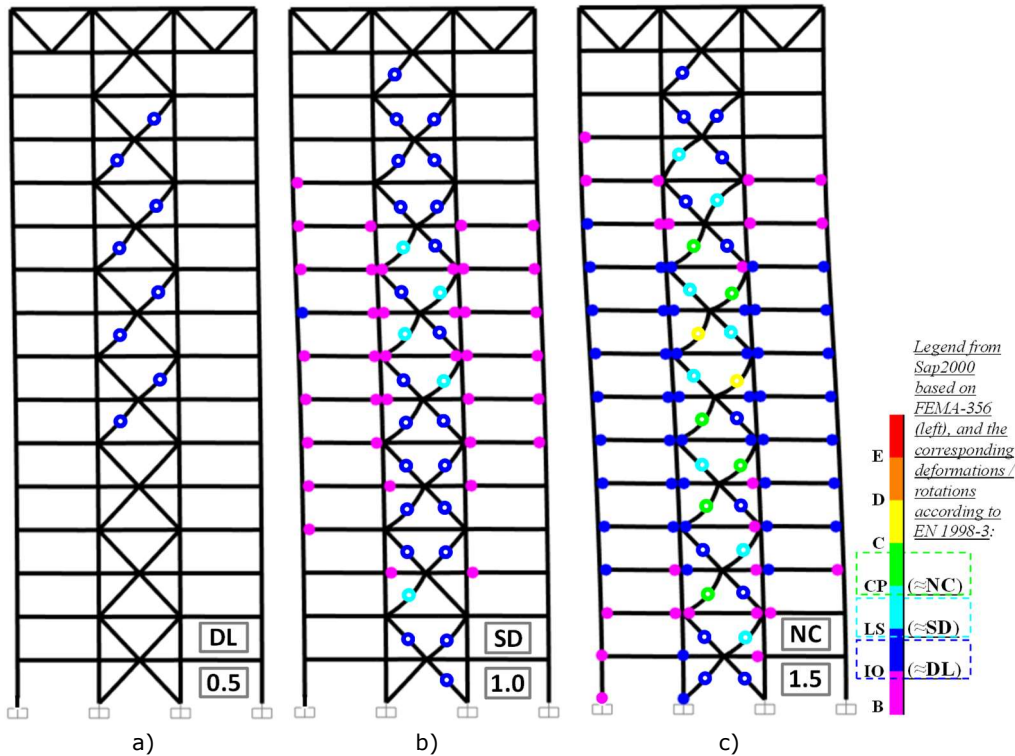 DL
0.5
a)
SD
1.0
b)
NC
1.5
c)
Legend from
Sap2000
based on
FEMA-356
(left), and the
corresponding
deformations /
rotations
according to
EN 1998-3:
E
D
C
CP (≈NC)
LS (≈SD)
IO (≈DL)
B